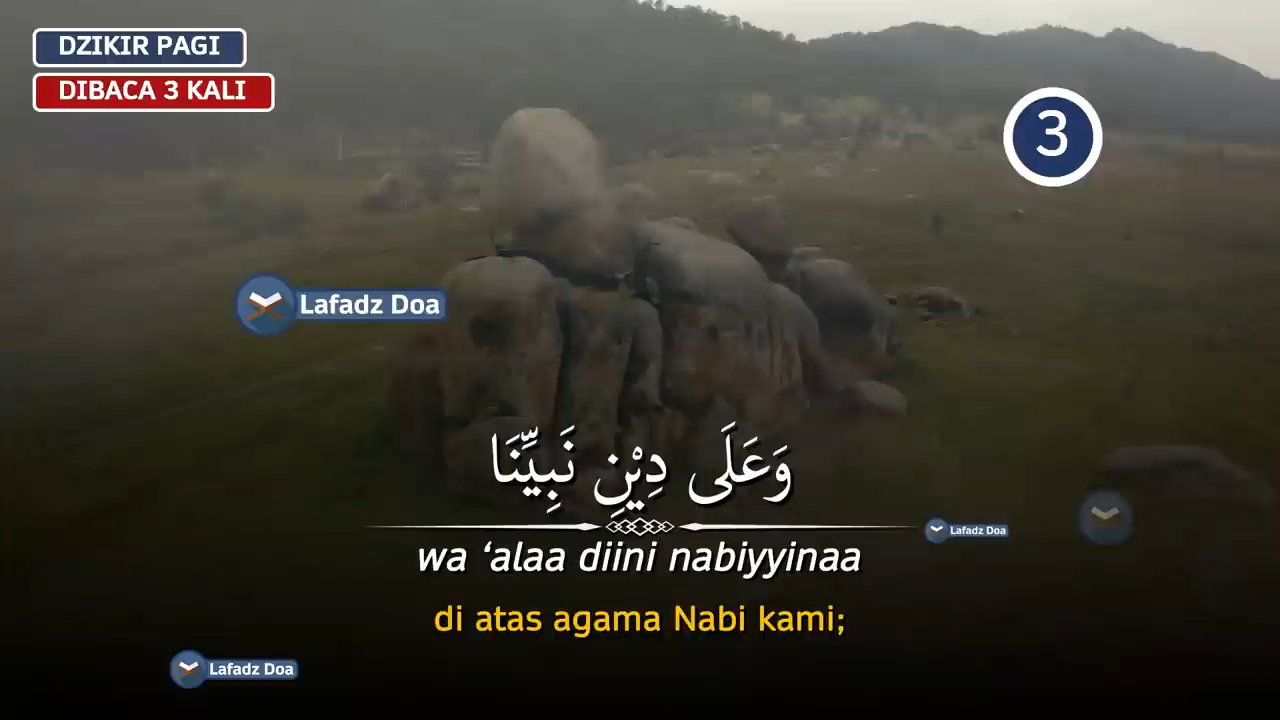 DZIKIR PAGI
DIBACA 3 KALI
3
Lafadz Doa
وَعَلَى دِيْنِ نَبِيِّنَا
Lafadz Doa
wa ‘alaa diini nabiyyinaa
di atas agama Nabi kami;
Lafadz Doa